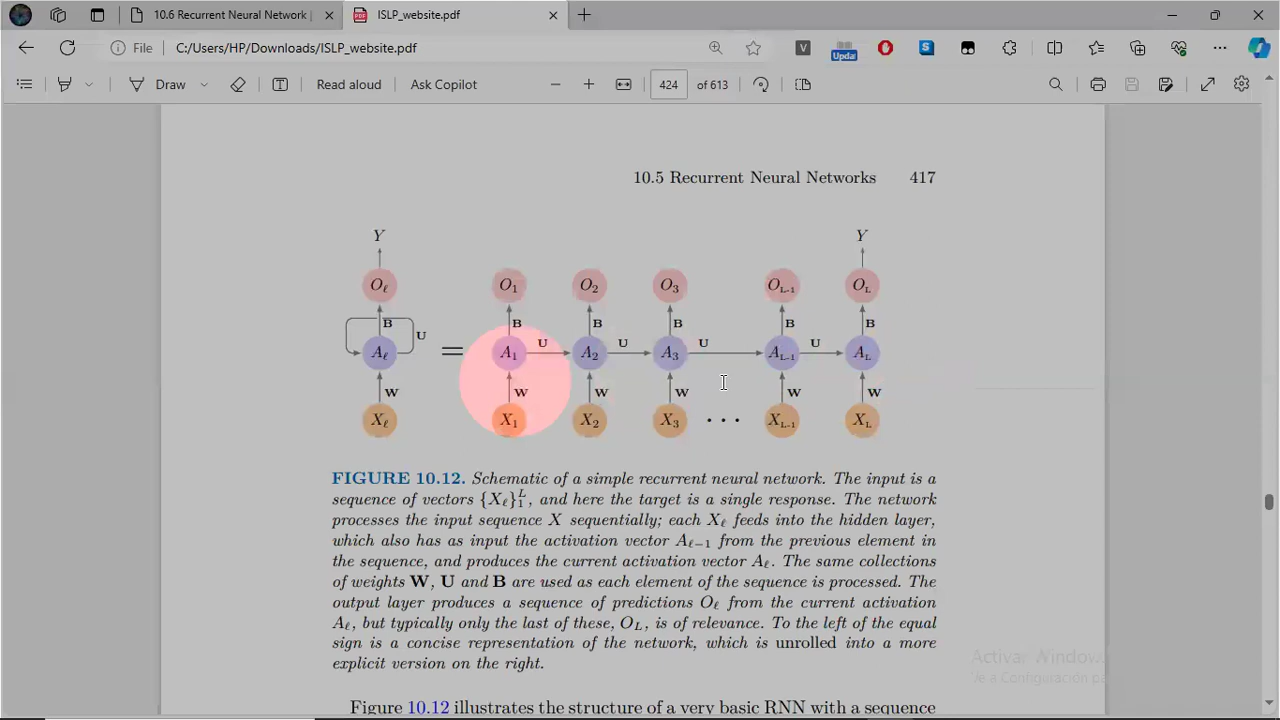 10.6 Recurrent Neural Network |
ISLP_website.pdf
File
C:/Users/HP/Downloads/ISLP_website.pdf
V
Updat
S
Draw
Read aloud
Ask Copilot
424 of 613
10.5 Recurrent Neural Networks 417
Y Y
Oℓ O1 O2 O3 OL-1 OL
B B B B B B
U U U U U
Aℓ = A1 A2 A3 AL-1 AL
W W W W W W
Xℓ X1 X2 X3 ··· XL-1 XL
FIGURE 10.12. Schematic of a simple recurrent neural network. The input is a
sequence of vectors {Xℓ}₁ᴸ, and here the target is a single response. The network
processes the input sequence X sequentially; each Xℓ feeds into the hidden layer,
which also has as input the activation vector Aℓ−1 from the previous element in
the sequence, and produces the current activation vector Aℓ. The same collections
of weights W, U and B are used as each element of the sequence is processed. The
output layer produces a sequence of predictions Oℓ from the current activation
Aℓ, but typically only the last of these, OL, is of relevance. To the left of the equal
sign is a concise representation of the network, which is unrolled into a more
explicit version on the right.
Activar Window
Ve a Configuración pa
Figure 10.12 illustrates the structure of a very basic RNN with a sequence